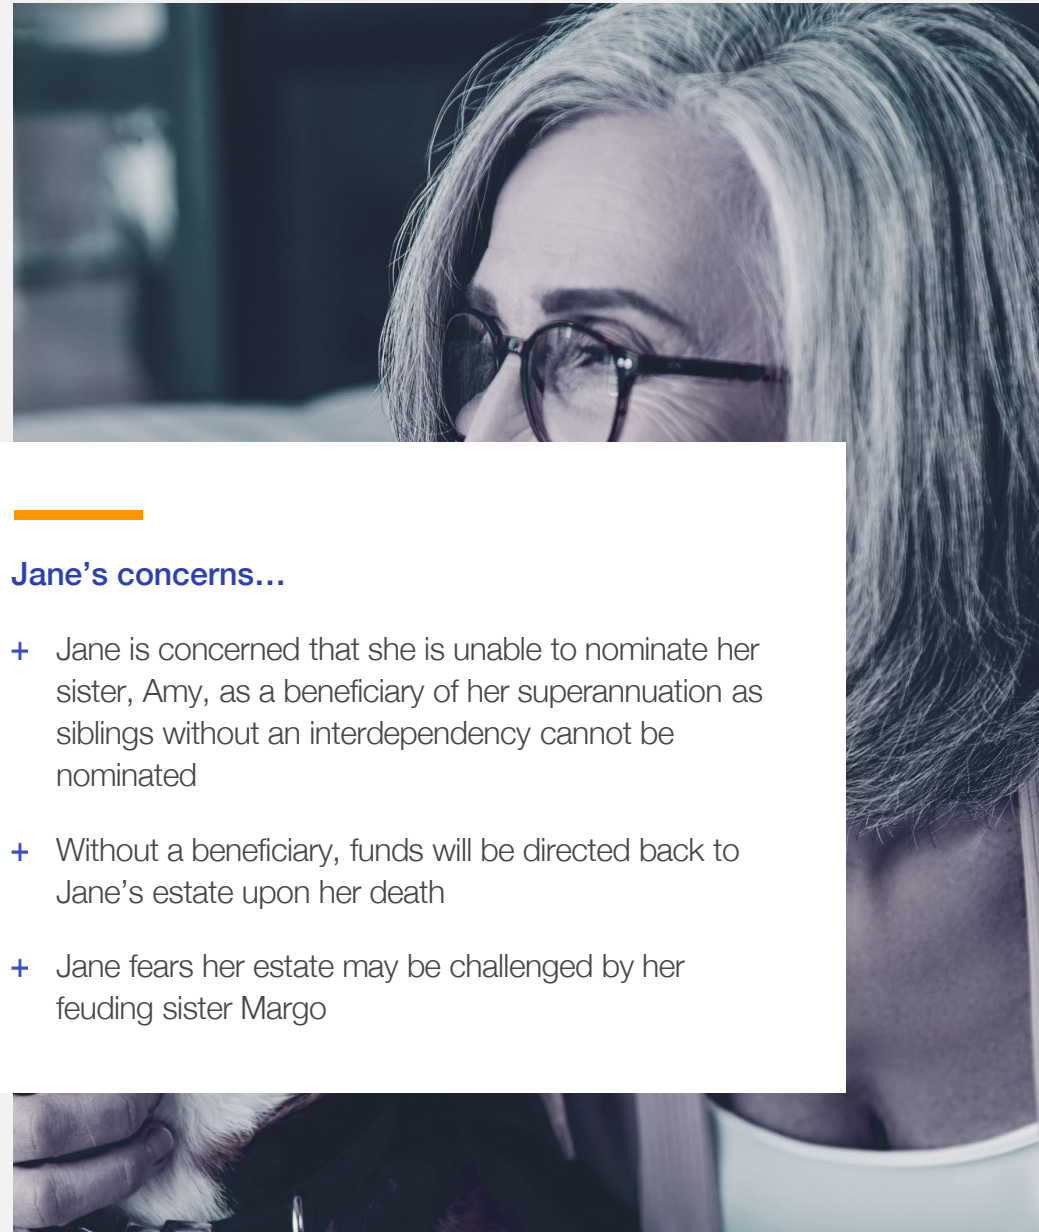 Jane’s concerns…
+ Jane is concerned that she is unable to nominate her
sister, Amy, as a beneficiary of her superannuation as
siblings without an interdependency cannot be
nominated
+ Without a beneficiary, funds will be directed back to
Jane’s estate upon her death
+ Jane fears her estate may be challenged by her
feuding sister Margo